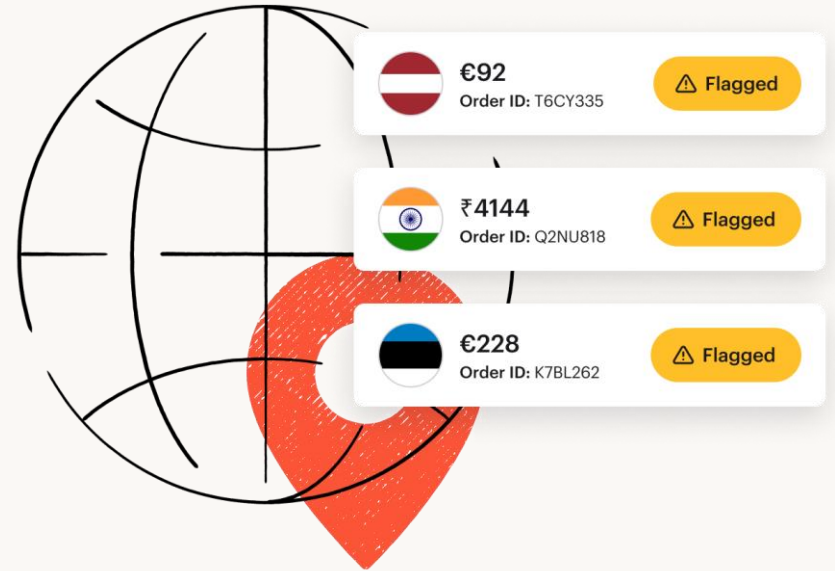 €92
Order ID: T6CY335
Flagged
₹4144
Order ID: Q2NU818
Flagged
€228
Order ID: K7BL262
Flagged